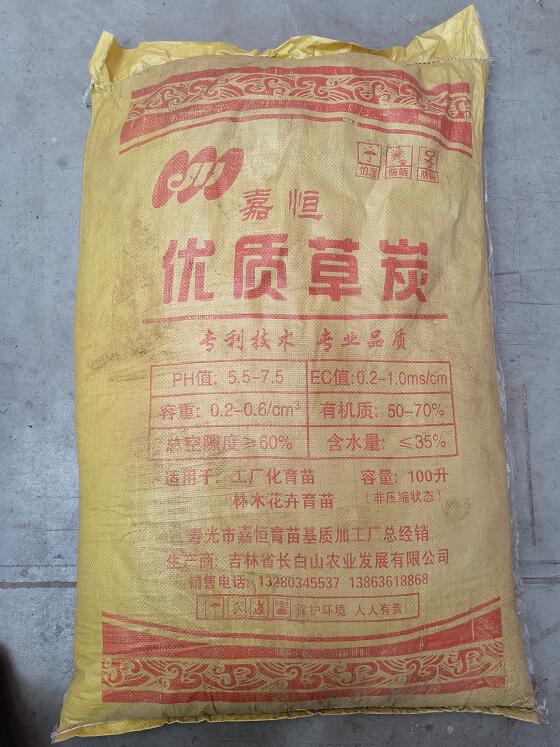 怕湿 防晒 防钩
嘉恒
优质草炭
专利技术 专业品质
PH值: 5.5-7.5 EC值:0.2-1.0ms/cm
容重: 0.2-0.6/cm³ 有机质: 50-70%
总空隙度≥60% 含水量: ≤35%
适用于: 工厂化育苗 容量: 100升
林木花卉育苗 (非压缩状态)
寿光市嘉恒育苗基质加工厂总经销
生产商: 吉林省长白山农业发展有限公司
销售电话: 13280345537 13863618868
保护环境 人人有责